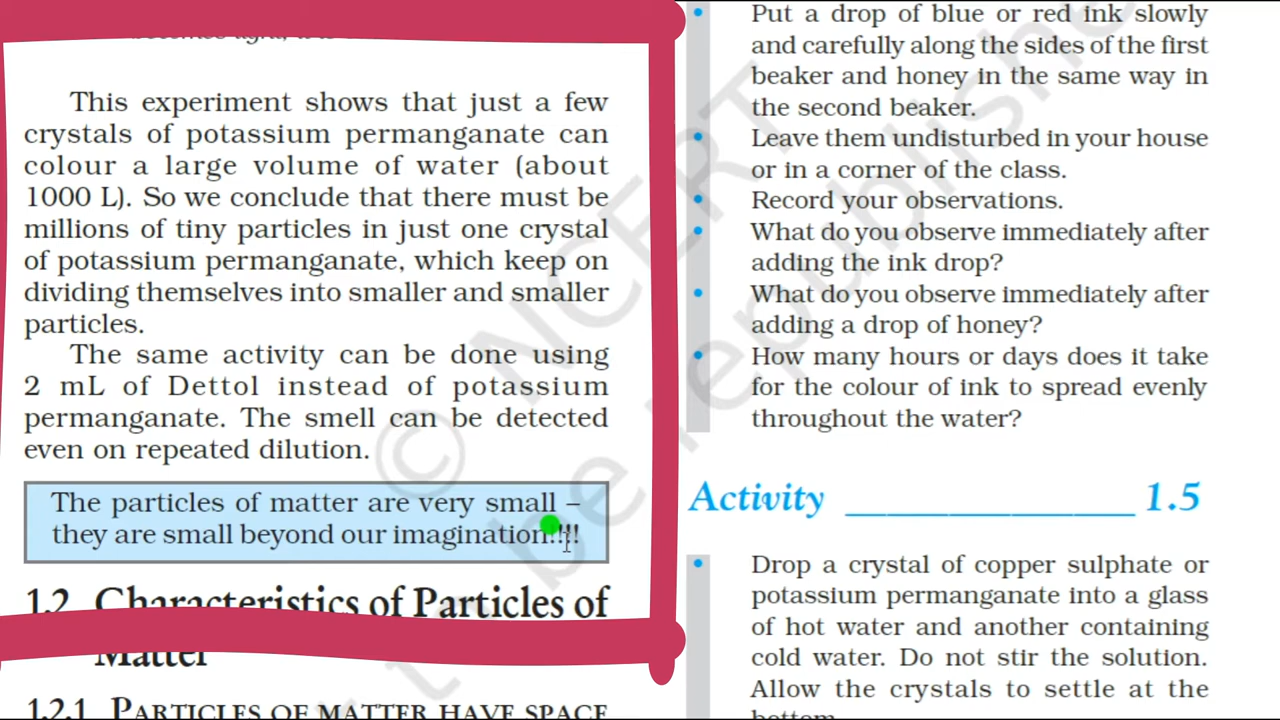 This experiment shows that just a few
crystals of potassium permanganate can
colour a large volume of water (about
1000 L). So we conclude that there must be
millions of tiny particles in just one crystal
of potassium permanganate, which keep on
dividing themselves into smaller and smaller
particles.
The same activity can be done using
2 mL of Dettol instead of potassium
permanganate. The smell can be detected
even on repeated dilution.
The particles of matter are very small –
they are small beyond our imagination!!!!
1.2 Characteristics of Particles of
Matter
1.2.1 PARTICLES OF MATTER HAVE SPACE
• Put a drop of blue or red ink slowly
and carefully along the sides of the first
beaker and honey in the same way in
the second beaker.
• Leave them undisturbed in your house
or in a corner of the class.
• Record your observations.
• What do you observe immediately after
adding the ink drop?
• What do you observe immediately after
adding a drop of honey?
• How many hours or days does it take
for the colour of ink to spread evenly
throughout the water?
Activity ______________ 1.5
• Drop a crystal of copper sulphate or
potassium permanganate into a glass
of hot water and another containing
cold water. Do not stir the solution.
Allow the crystals to settle at the
bottom.
© NCERT
be republished